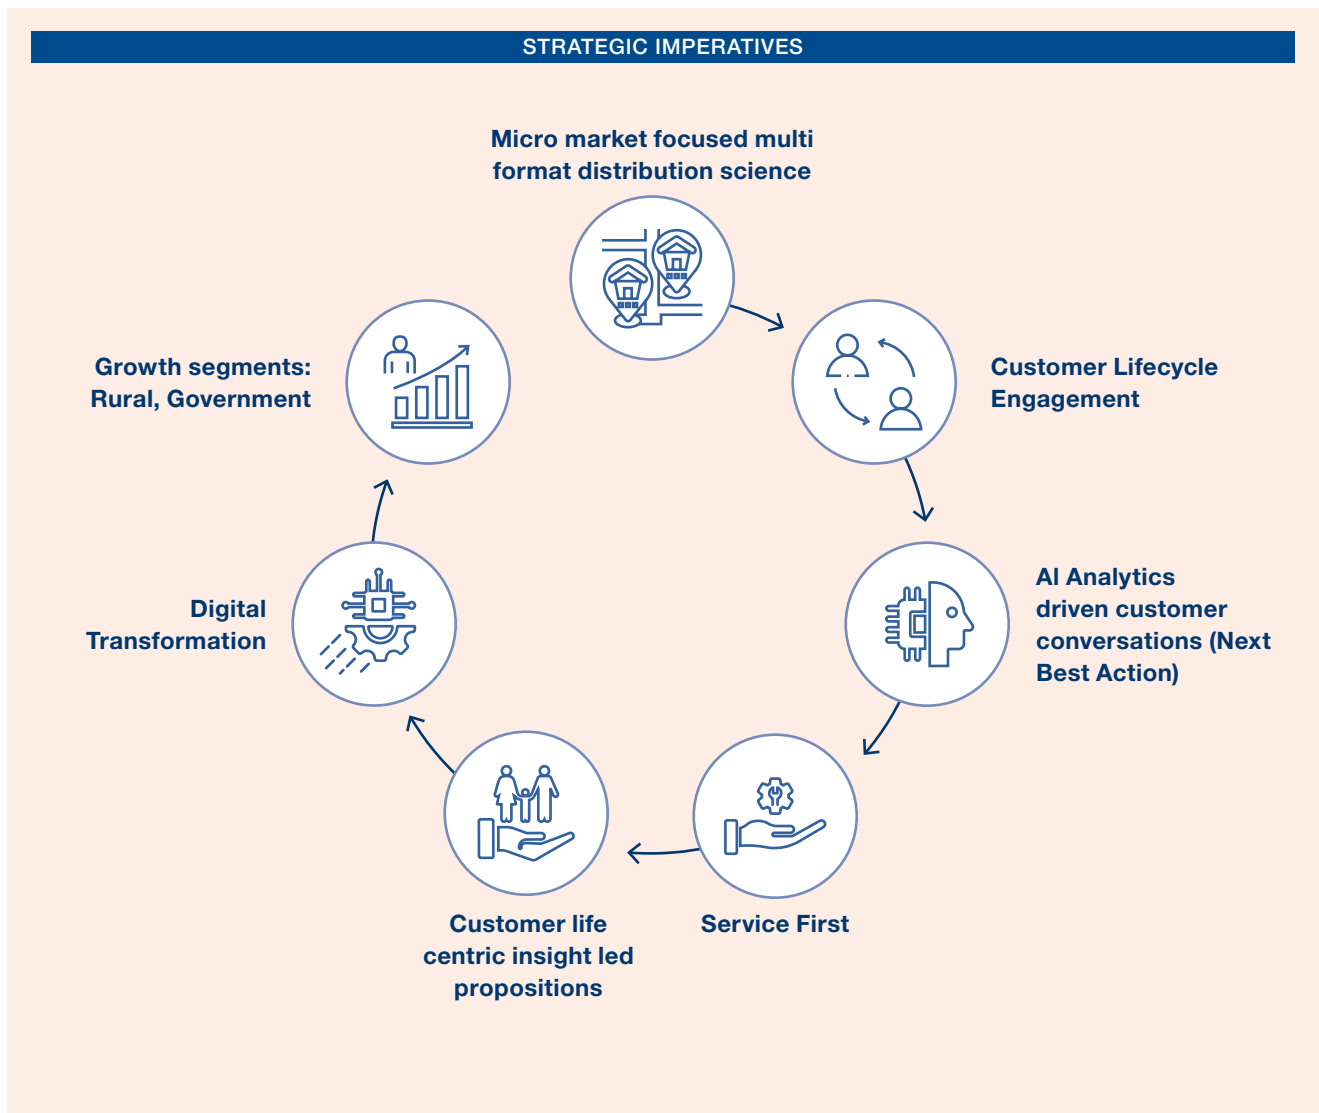 STRATEGIC IMPERATIVES
Micro market focused multi
format distribution science
Customer Lifecycle
Engagement
AI Analytics
driven customer
conversations (Next
Best Action)
Service First
Customer life
centric insight led
propositions
Digital
Transformation
Growth segments:
Rural, Government